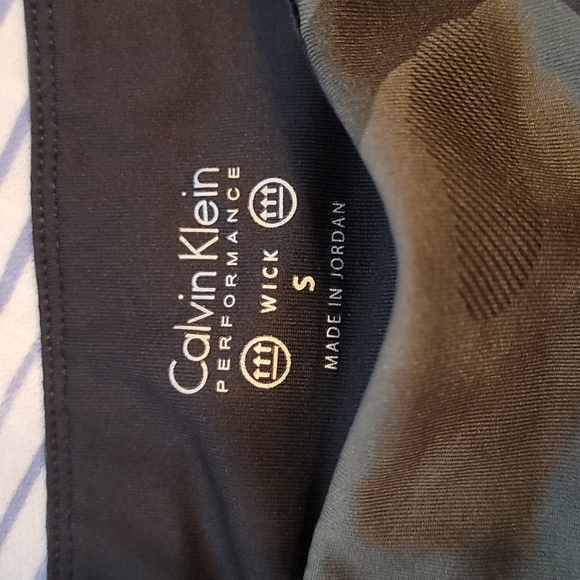 Calvin Klein
PERFORMANCE
WICK
S
MADE IN JORDAN